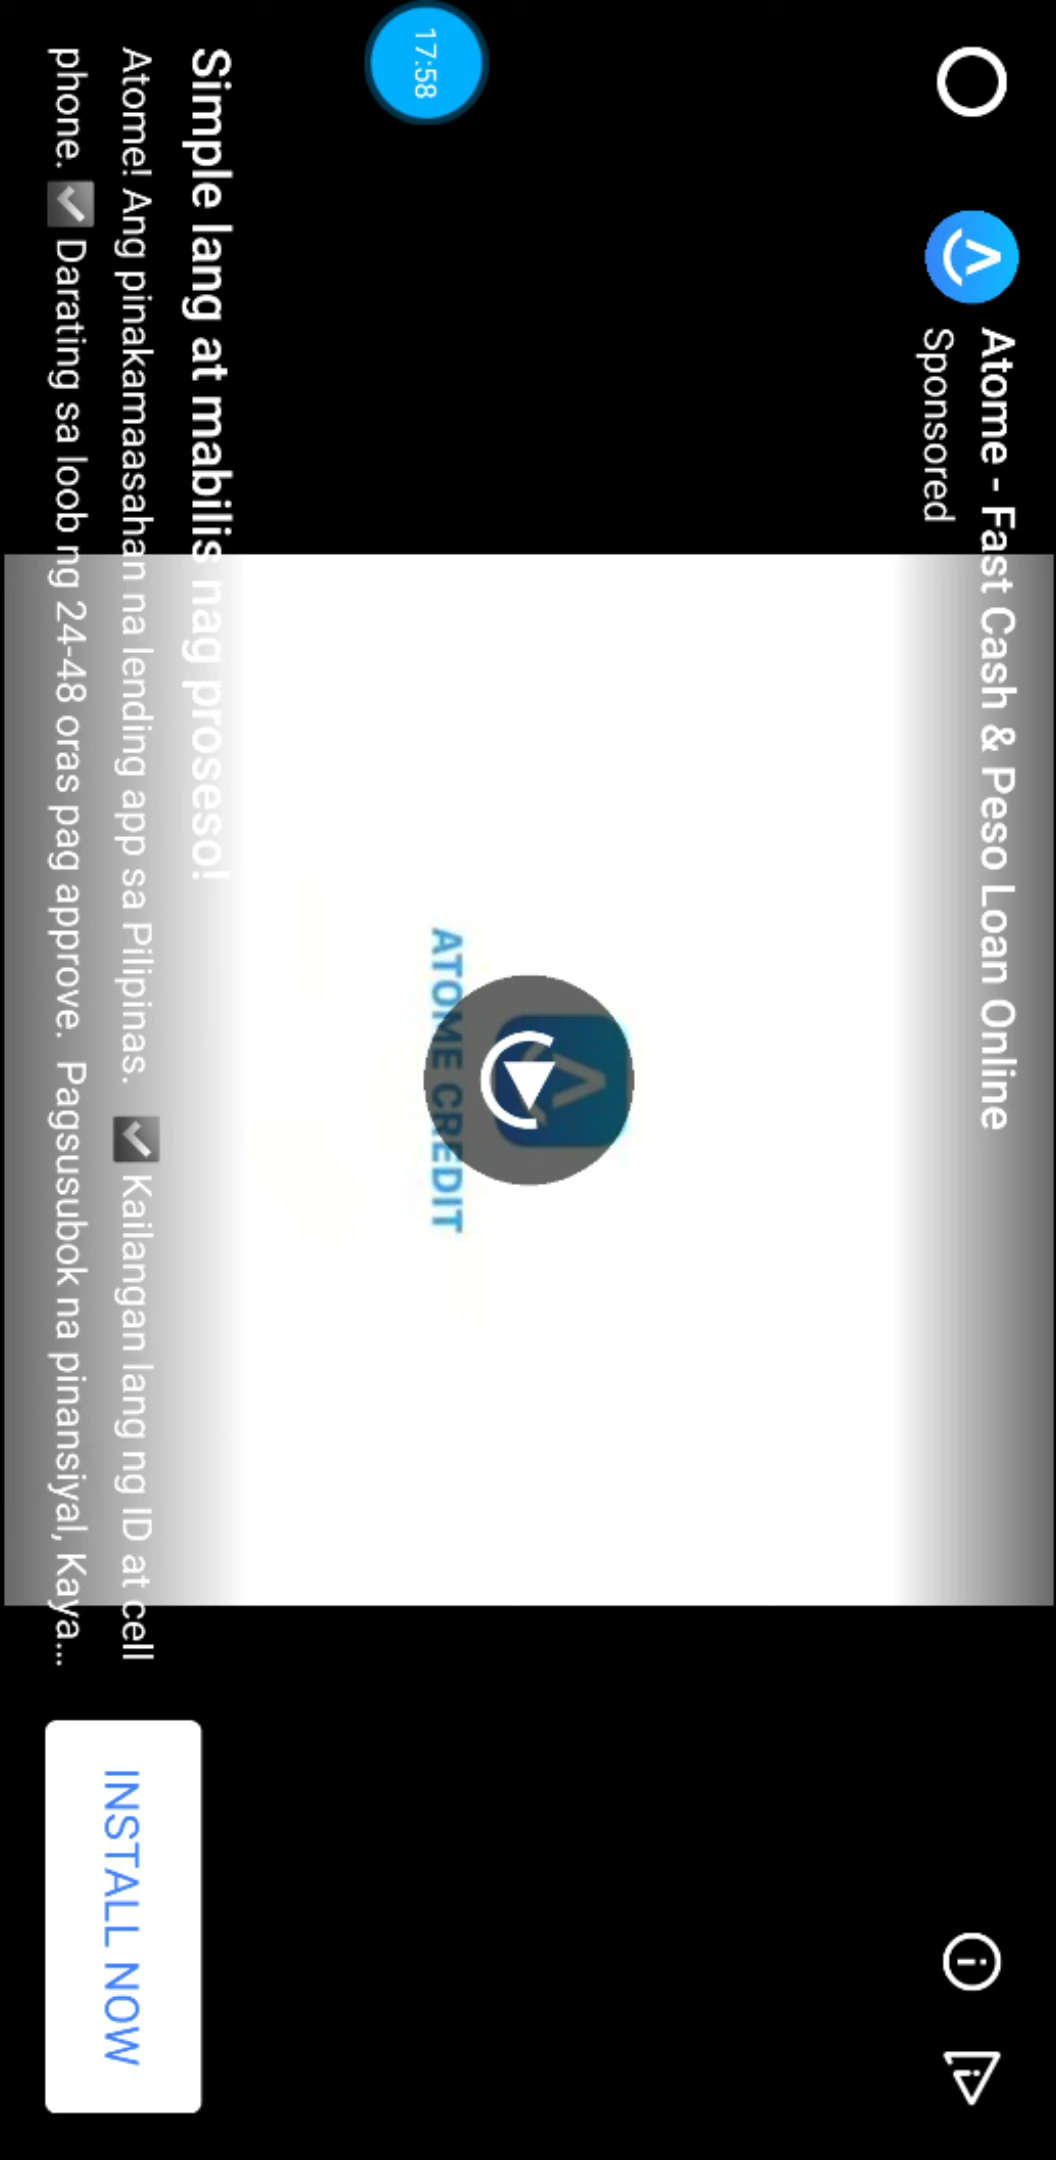 Atome - Fast Cash & Peso Loan Online
Sponsored
17:58
ATOME CREDIT
Simple lang at mabilis nag proseso!
Atome! Ang pinakamaasahan na lending app sa Pilipinas. ✔ Kailangan lang ng ID at cell
phone. ✔ Darating sa loob ng 24-48 oras pag approve. Pagsusubok na pinansiyal, Kaya...
INSTALL NOW